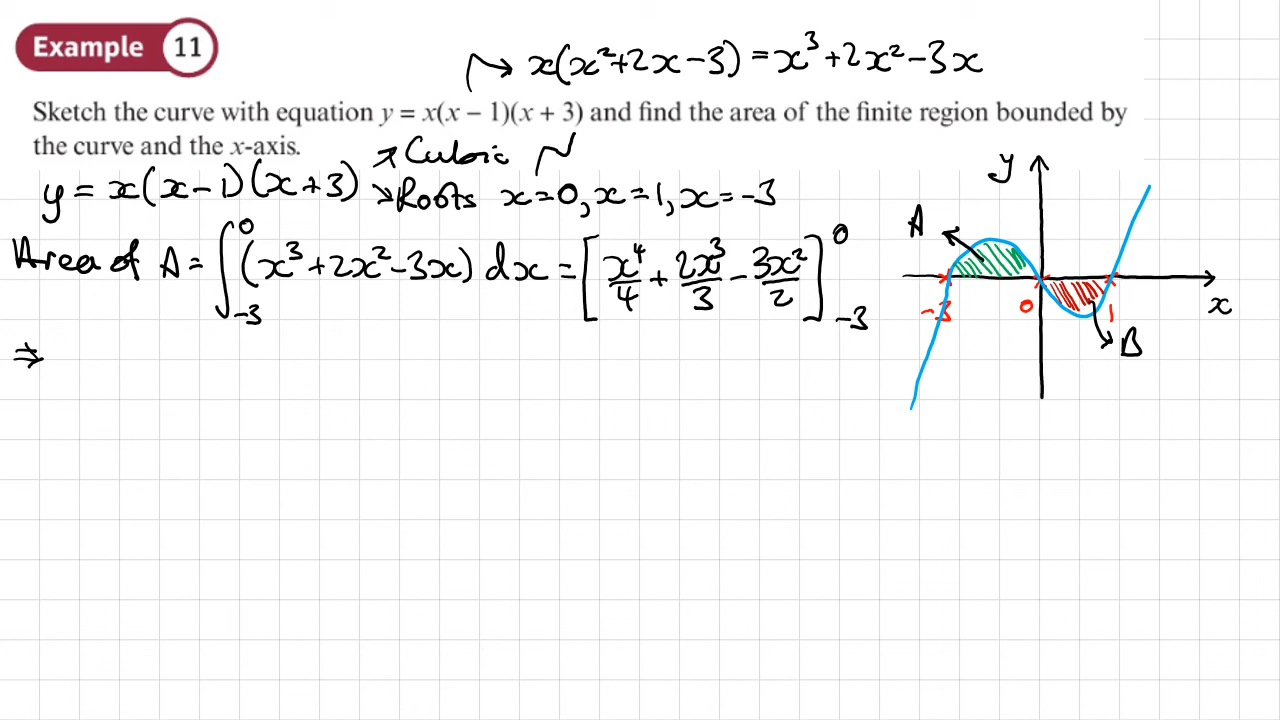 Example 11
→ x(x²+2x−3) = x³+2x²−3x
Sketch the curve with equation y = x(x − 1)(x + 3) and find the area of the finite region bounded by
the curve and the x-axis.
↗ Cubic
y = x(x−1)(x+3) ↘ Roots x=0, x=1, x=−3
Area of A = ∫₋₃⁰ (x³+2x²−3x) dx = [x⁴/4 + 2x³/3 − 3x²/2]₋₃⁰
⇒
y
A
−3 0 1 x
B